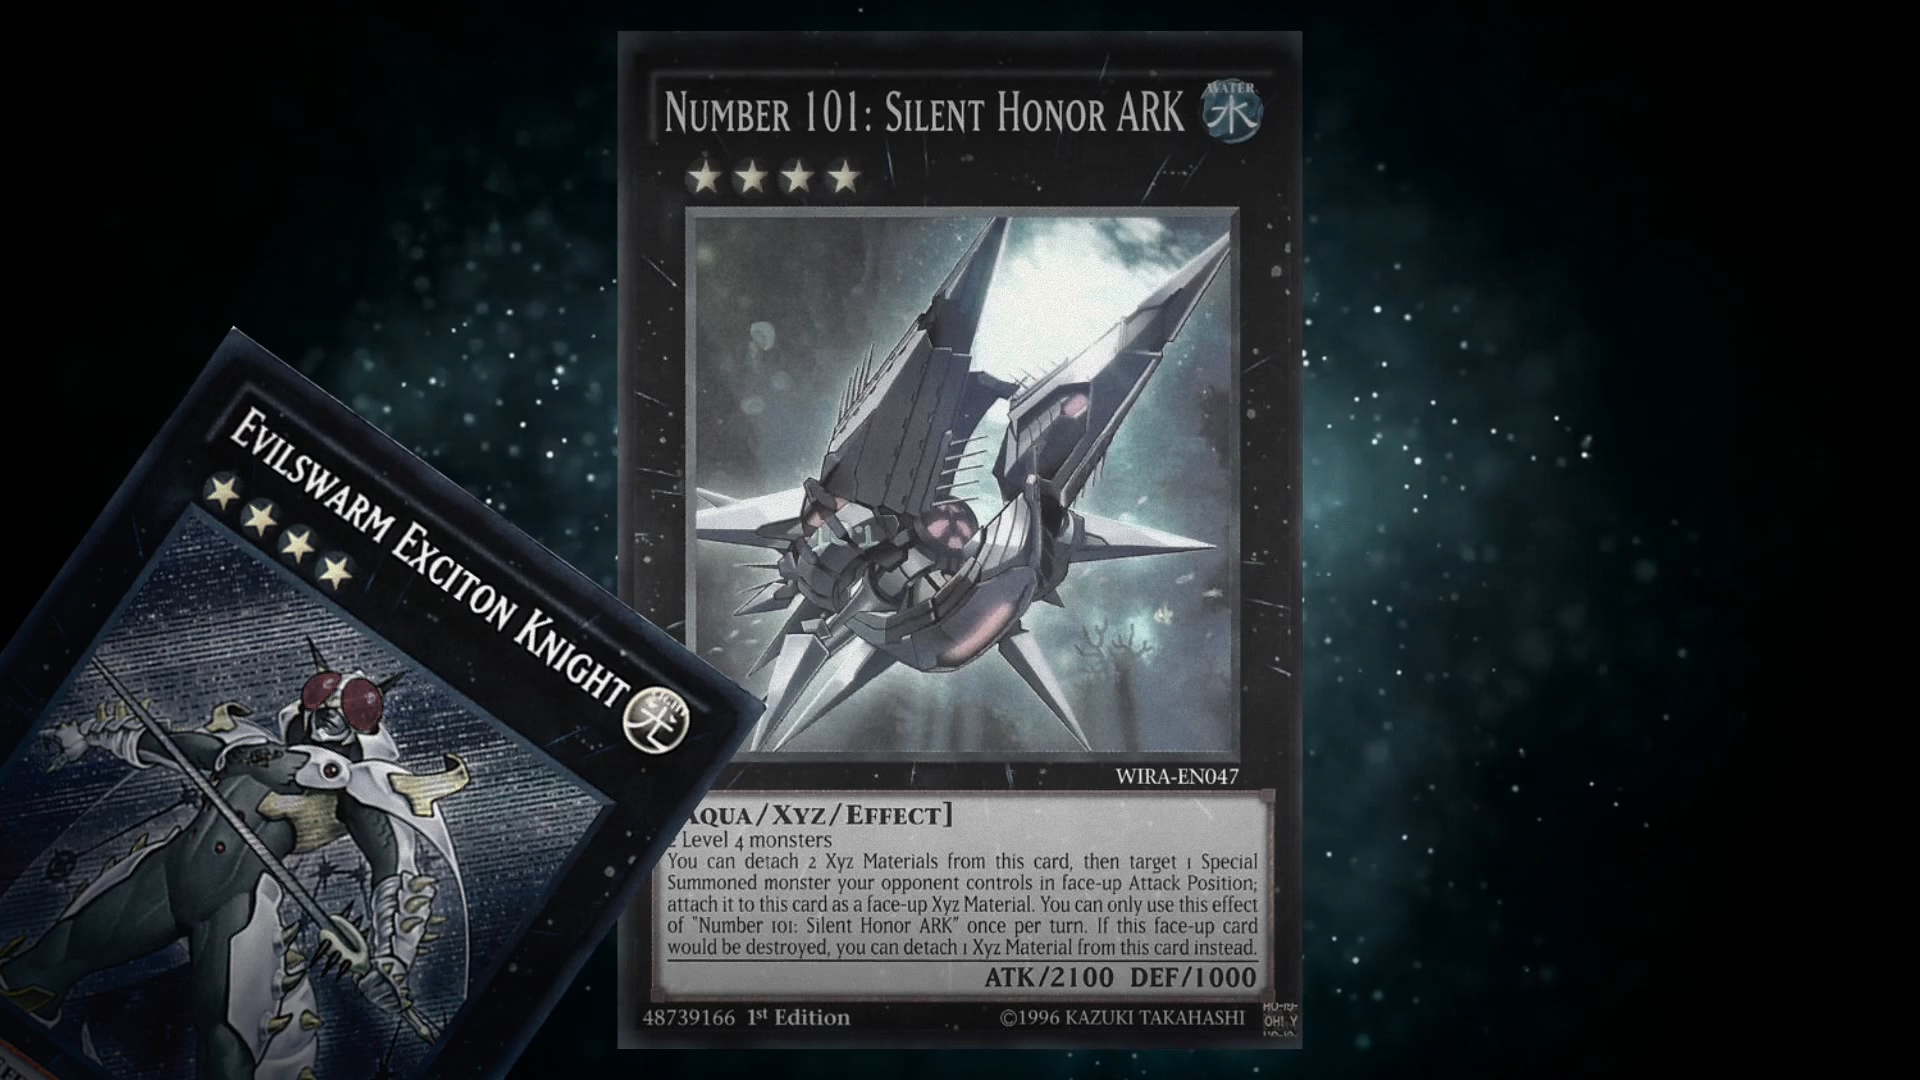 NUMBER 101: SILENT HONOR ARK
WATER
水
EVILSWARM EXCITON KNIGHT
光
WIRA-EN047
AQUA/XYZ/EFFECT]
Level 4 monsters
You can detach 2 Xyz Materials from this card, then target 1 Special
Summoned monster your opponent controls in face-up Attack Position;
attach it to this card as a face-up Xyz Material. You can only use this effect
of "Number 101: Silent Honor ARK" once per turn. If this face-up card
would be destroyed, you can detach 1 Xyz Material from this card instead.
ATK/2100 DEF/1000
48739166 1st Edition
©1996 KAZUKI TAKAHASHI